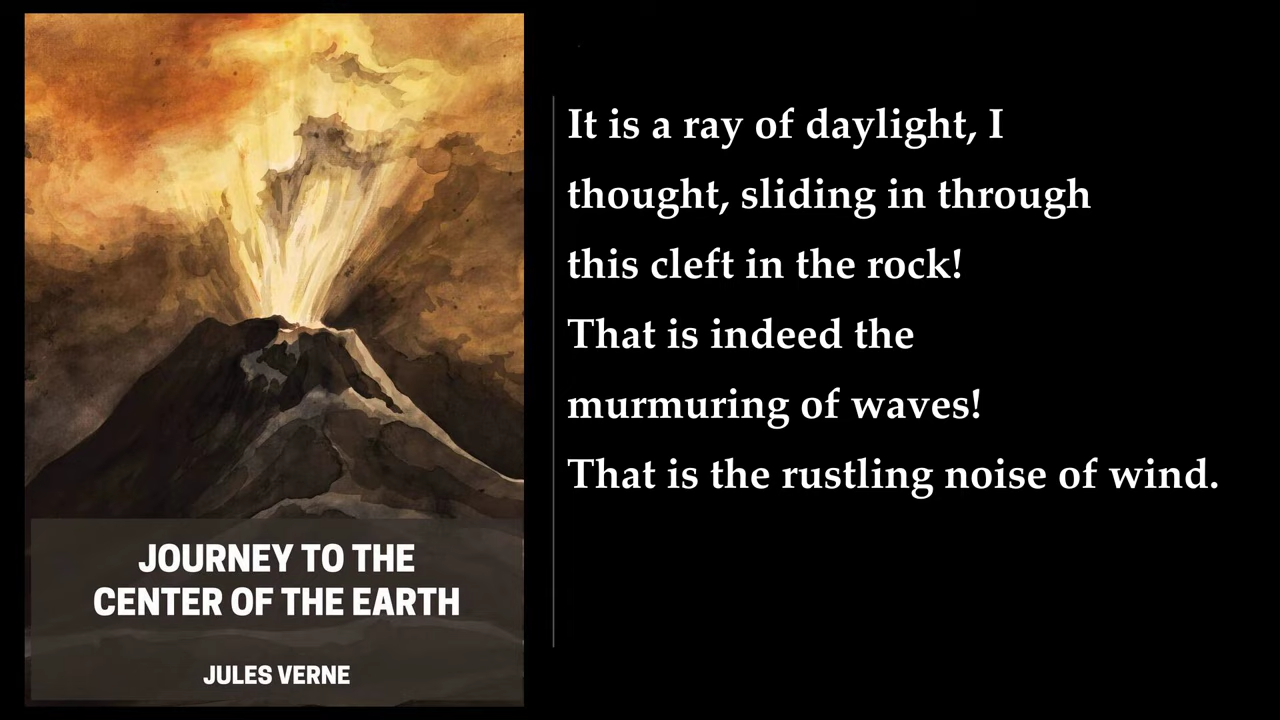 JOURNEY TO THE
CENTER OF THE EARTH
JULES VERNE
It is a ray of daylight, I
thought, sliding in through
this cleft in the rock!
That is indeed the
murmuring of waves!
That is the rustling noise of wind.